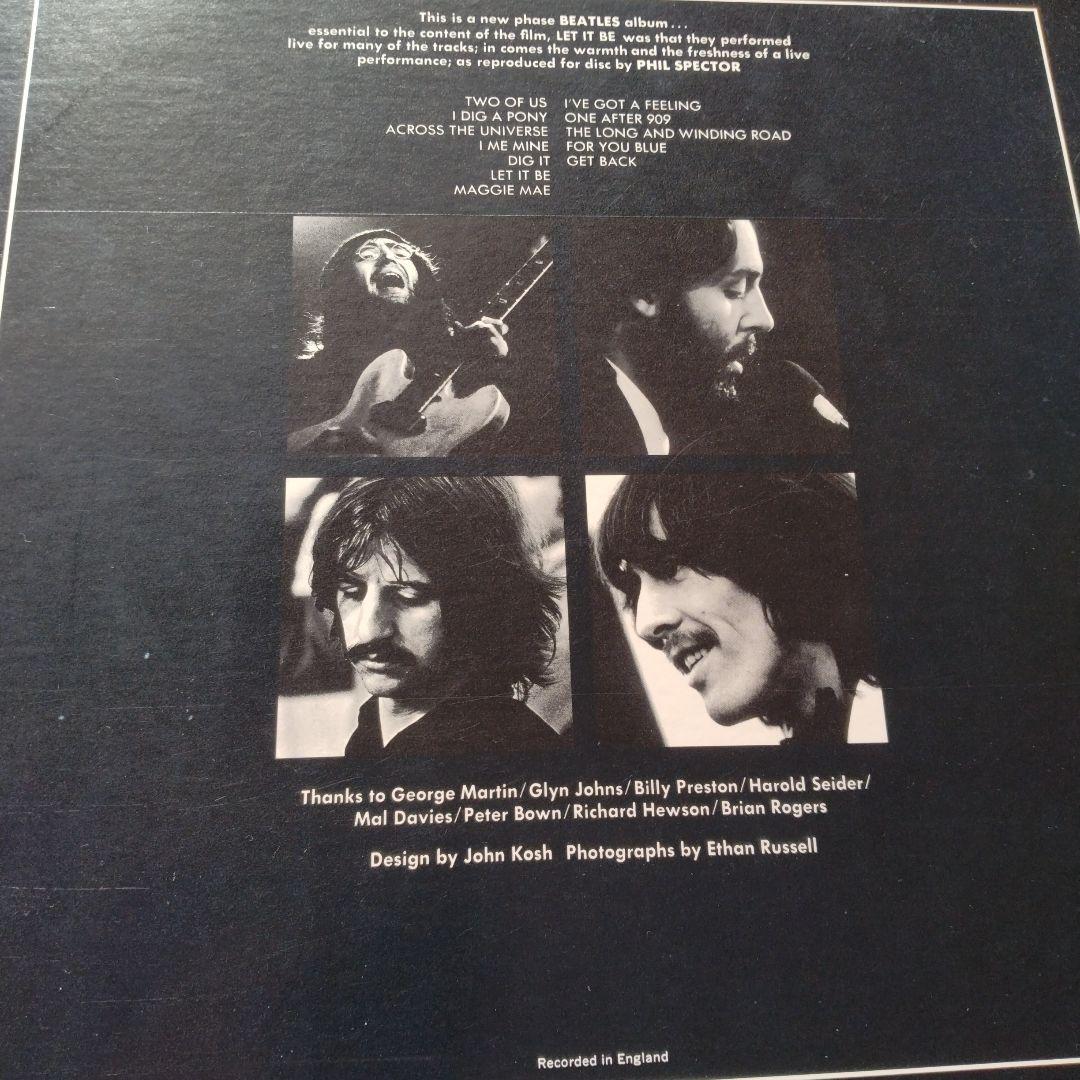 This is a new phase BEATLES album...
essential to the content of the film, LET IT BE was that they performed
live for many of the tracks; in comes the warmth and the freshness of a live
performance; as reproduced for disc by PHIL SPECTOR
TWO OF US
I DIG A PONY
ACROSS THE UNIVERSE
I ME MINE
DIG IT
LET IT BE
MAGGIE MAE
I'VE GOT A FEELING
ONE AFTER 909
THE LONG AND WINDING ROAD
FOR YOU BLUE
GET BACK
Thanks to George Martin/Glyn Johns/Billy Preston/Harold Seider/
Mal Davies/Peter Bown/Richard Hewson/Brian Rogers
Design by John Kosh Photographs by Ethan Russell
Recorded in England